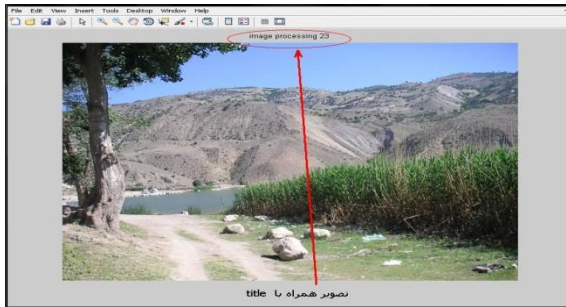 File Edit View Insert Tools Desktop Window Help
image processing 23
تصویر همراه با title